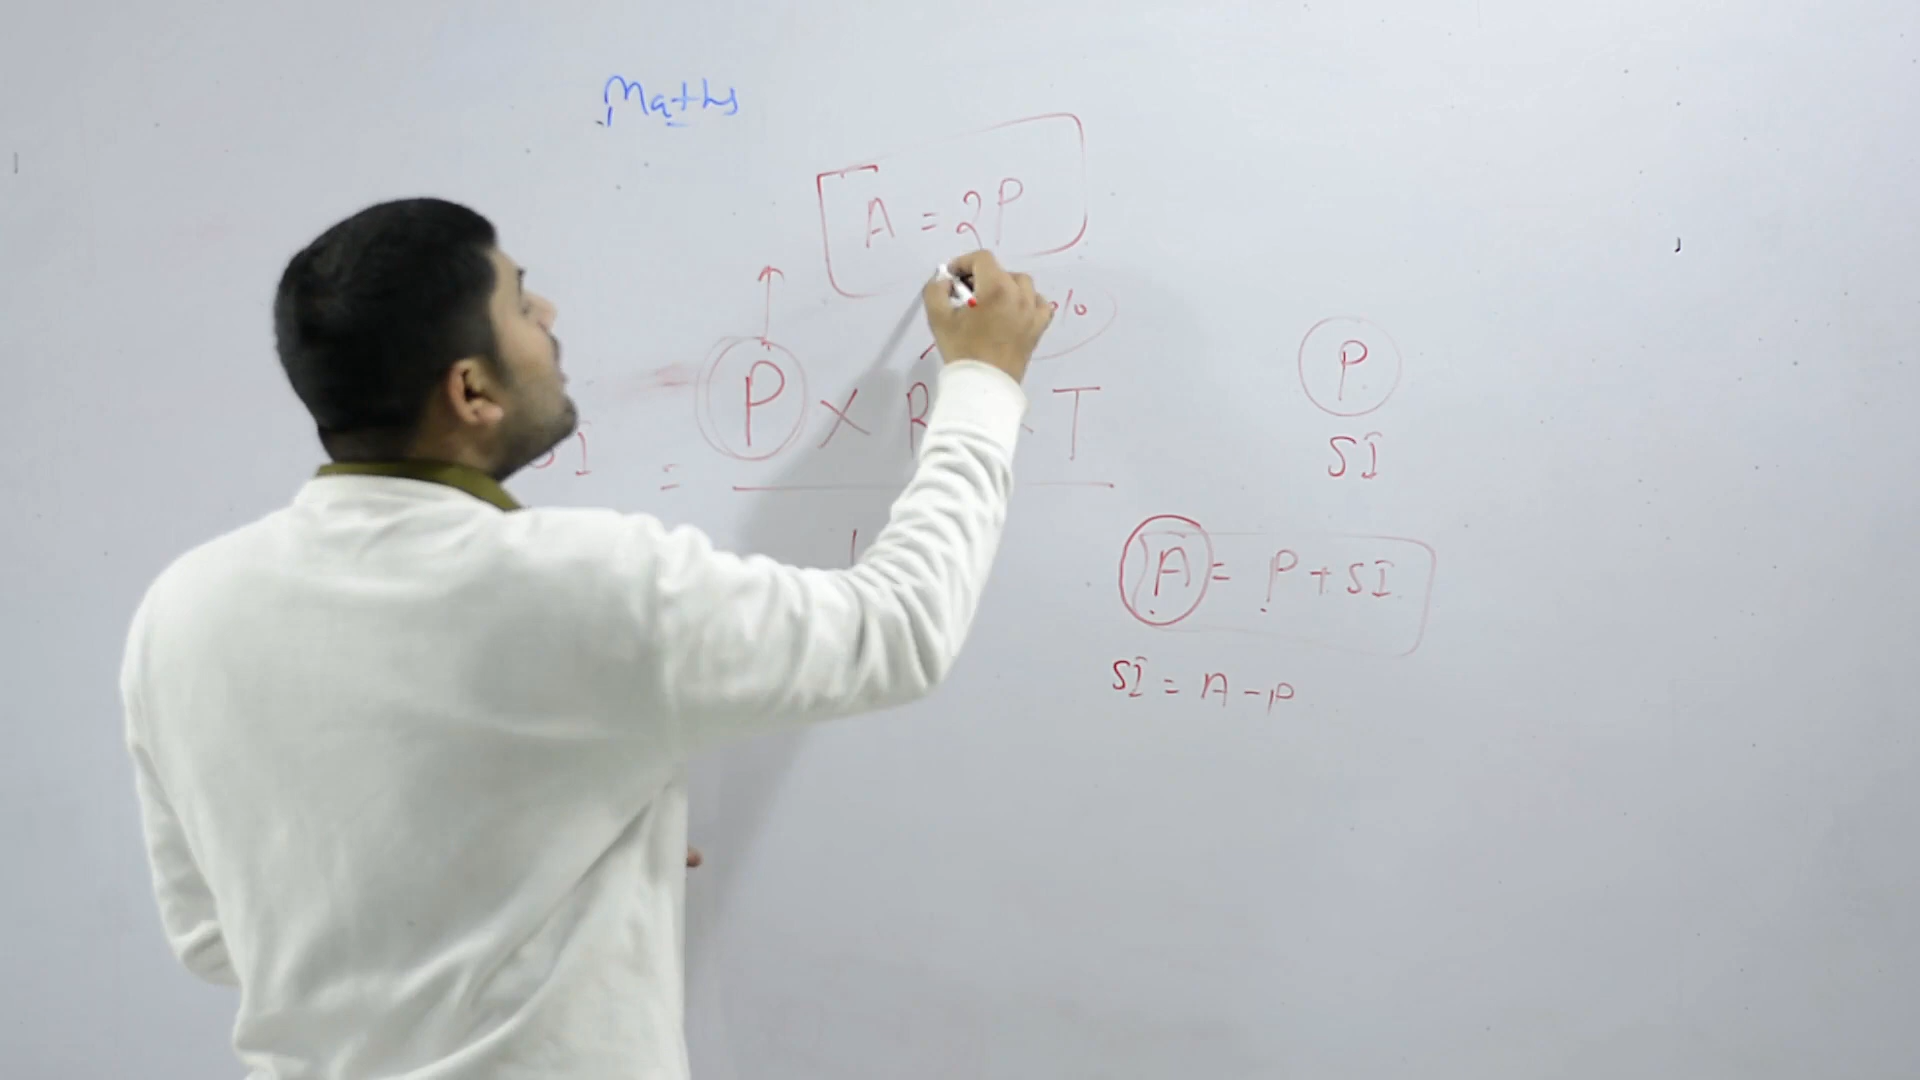 Maths
A = 2P
%
P
SI = P X R T
SI
A = P + SI
SI = A - P